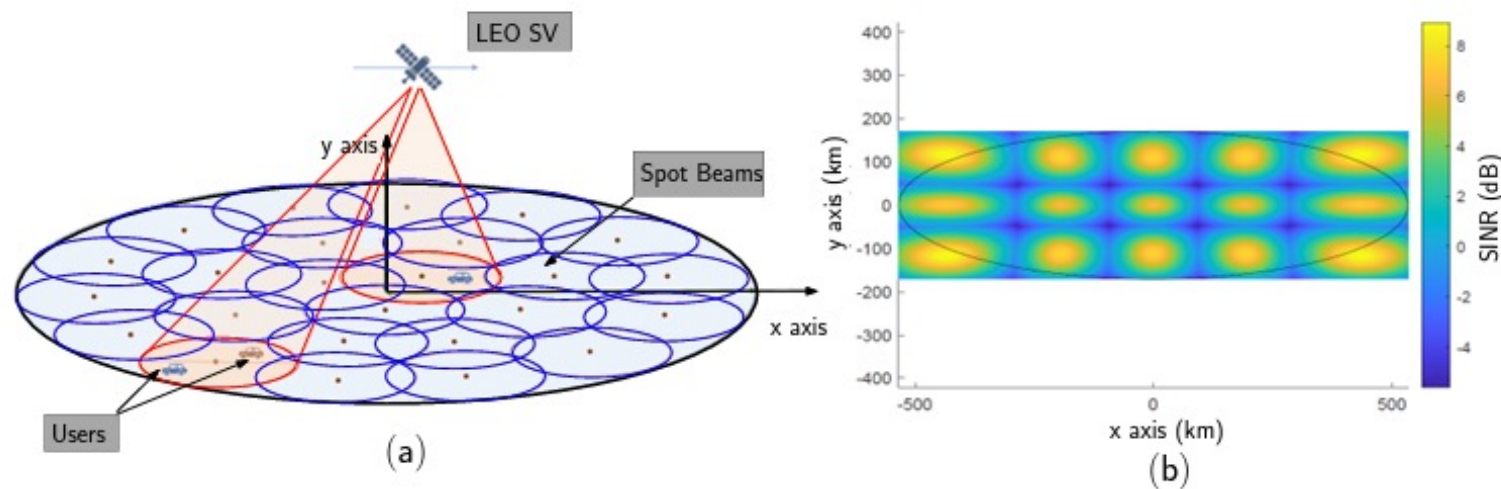 LEO SV
y axis
Spot Beams
x axis
Users
(a)
400
300
200
100
0
-100
-200
-300
-400
y axis (km)
-500
0
500
x axis (km)
8
6
4
2
0
-2
-4
SINR (dB)
(b)